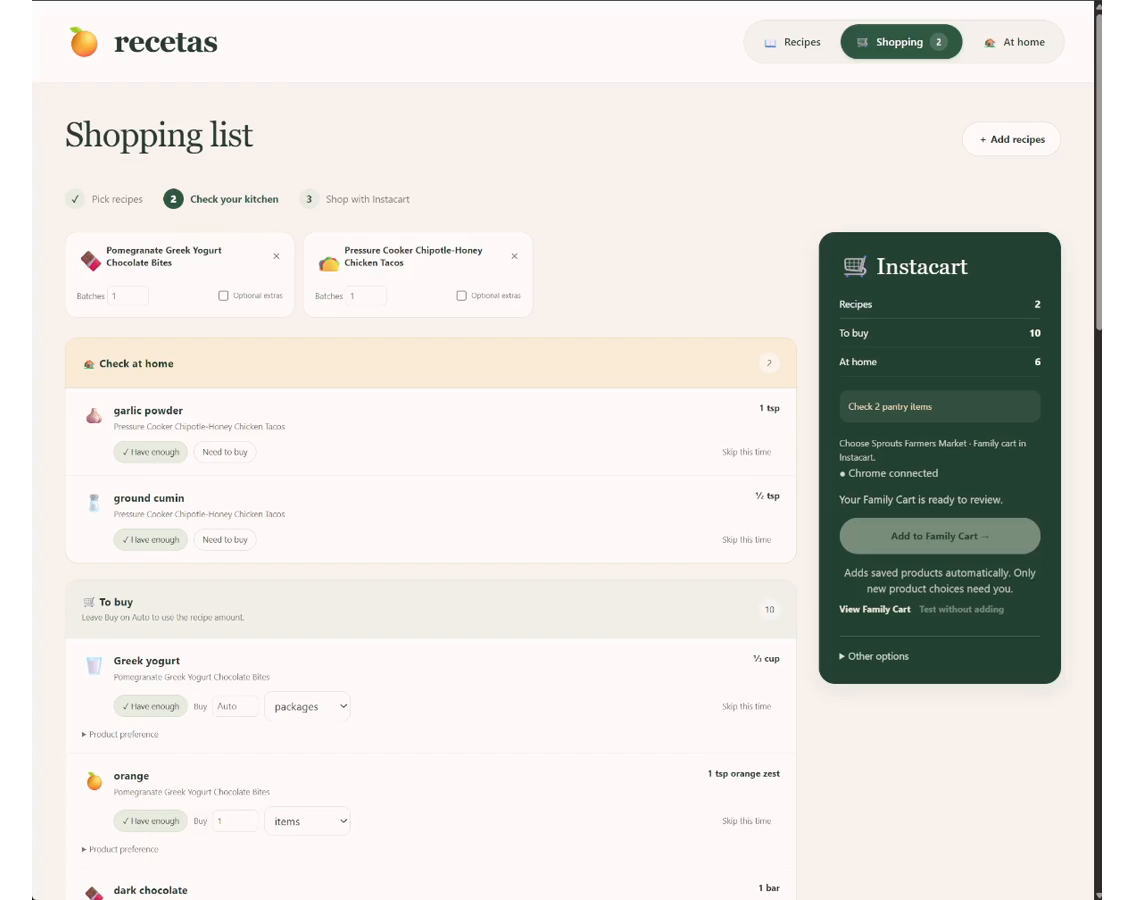 recetas
Recipes
Shopping 2
At home
Shopping list
+ Add recipes
✓ Pick recipes
2 Check your kitchen
3 Shop with Instacart
Pomegranate Greek Yogurt
Chocolate Bites
×
Batches 1
Optional extras
Pressure Cooker Chipotle-Honey
Chicken Tacos
×
Batches 1
Optional extras
Check at home
2
garlic powder
1 tsp
Pressure Cooker Chipotle-Honey Chicken Tacos
✓ Have enough
Need to buy
Skip this time
ground cumin
½ tsp
Pressure Cooker Chipotle-Honey Chicken Tacos
✓ Have enough
Need to buy
Skip this time
To buy
Leave Buy on Auto to use the recipe amount.
10
Greek yogurt
⅓ cup
Pomegranate Greek Yogurt Chocolate Bites
✓ Have enough
Buy Auto packages
Skip this time
▸ Product preference
orange
1 tsp orange zest
Pomegranate Greek Yogurt Chocolate Bites
✓ Have enough
Buy 1 items
Skip this time
▸ Product preference
dark chocolate
1 bar
Instacart
Recipes 2
To buy 10
At home 6
Check 2 pantry items
Choose Sprouts Farmers Market · Family cart in
Instacart.
● Chrome connected
Your Family Cart is ready to review.
Add to Family Cart →
Adds saved products automatically. Only
new product choices need you.
View Family Cart Test without adding
▸ Other options